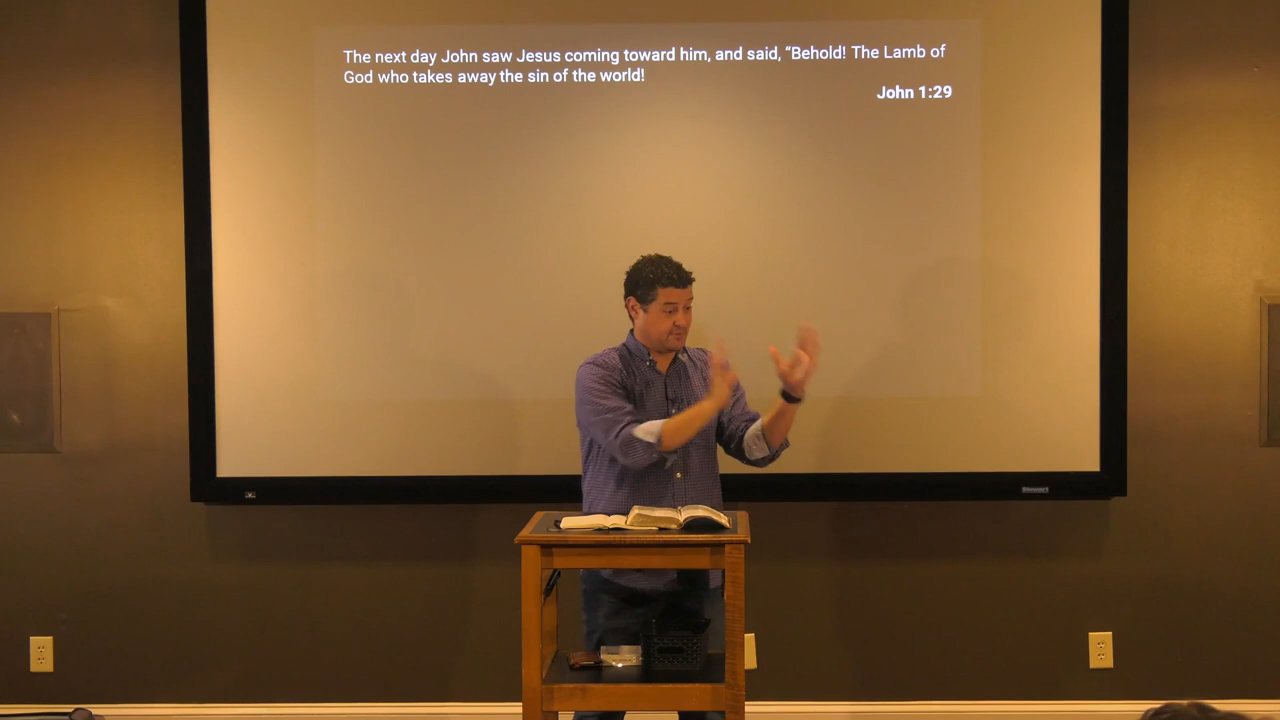 The next day John saw Jesus coming toward him, and said, “Behold! The Lamb of
God who takes away the sin of the world!
John 1:29
Stewart